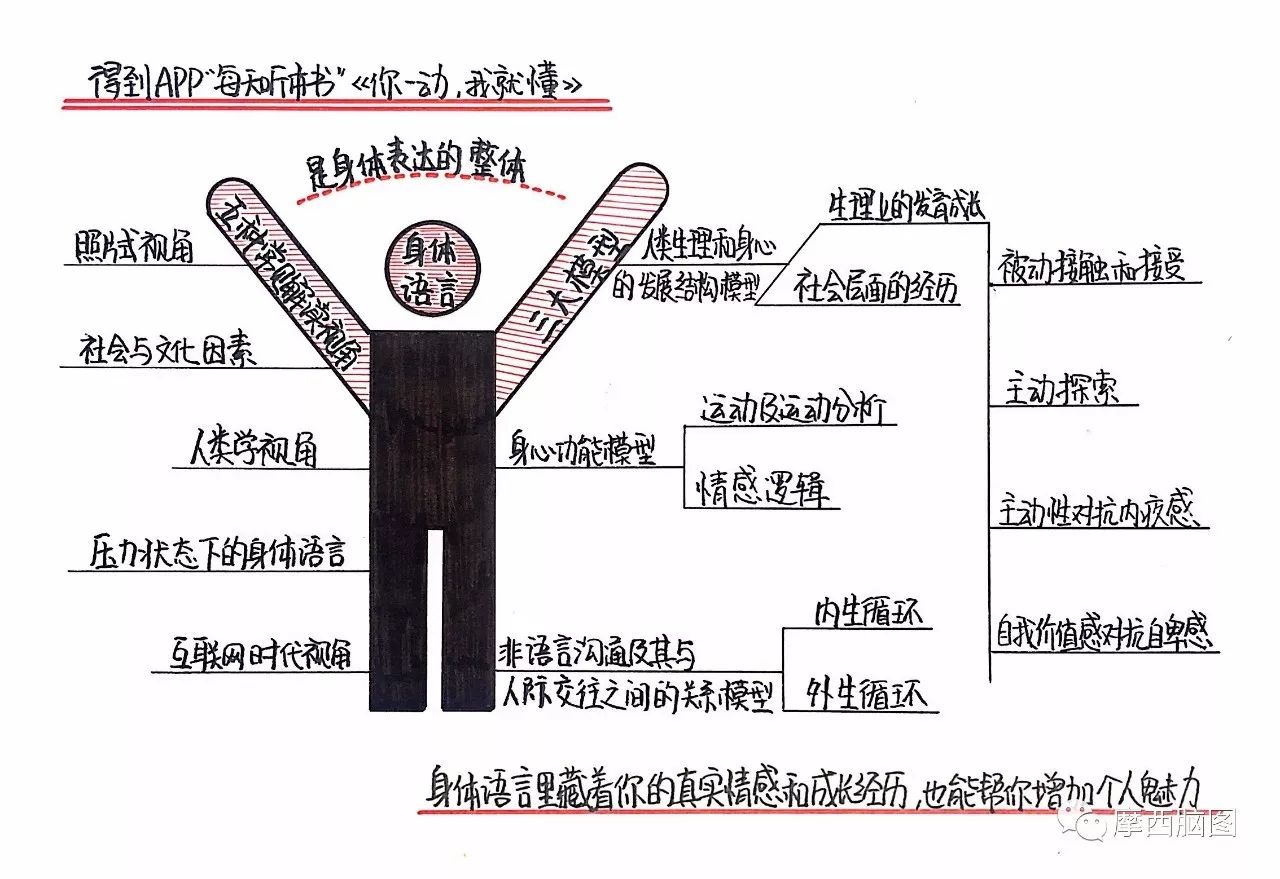 得到APP“每天听本书”《你一动,我就懂》
是身体表达的整体
身体
语言
五种常见解读视角
照片式视角
社会与文化因素
人类学视角
压力状态下的身体语言
互联网时代视角
三大模型
人类生理和身心
的发展结构模型
生理上的发育成长
社会层面的经历
被动接触和接受
主动探索
主动性对抗内疚感
自我价值感对抗自卑感
身心功能模型
运动及运动分析
情感逻辑
非语言沟通及其与
人际交往之间的关系模型
内生循环
外生循环
身体语言里藏着你的真实情感和成长经历,也能帮你增加个人魅力
摩西脑图